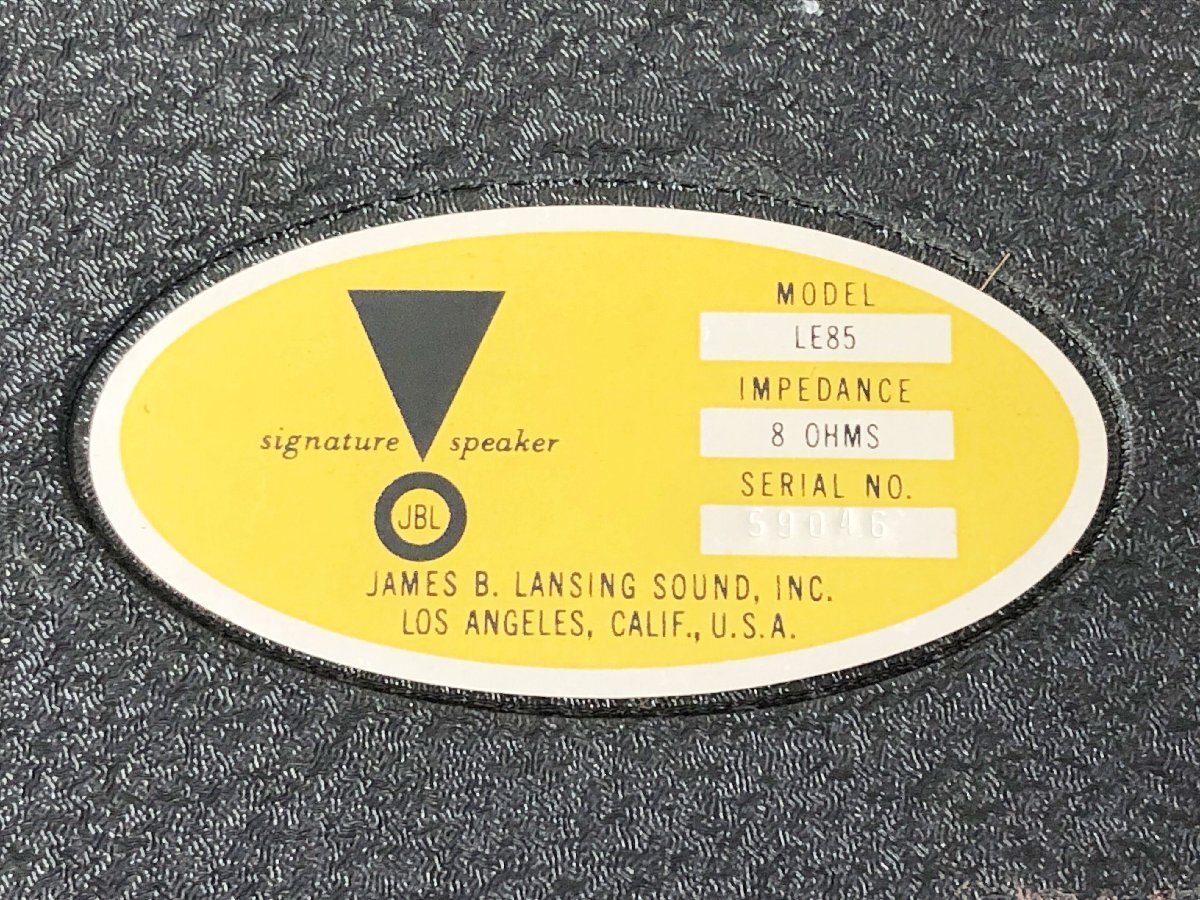 MODEL
LE85
IMPEDANCE
8 OHMS
signature speaker
SERIAL NO.
59046
JBL
JAMES B. LANSING SOUND, INC.
LOS ANGELES, CALIF., U.S.A.